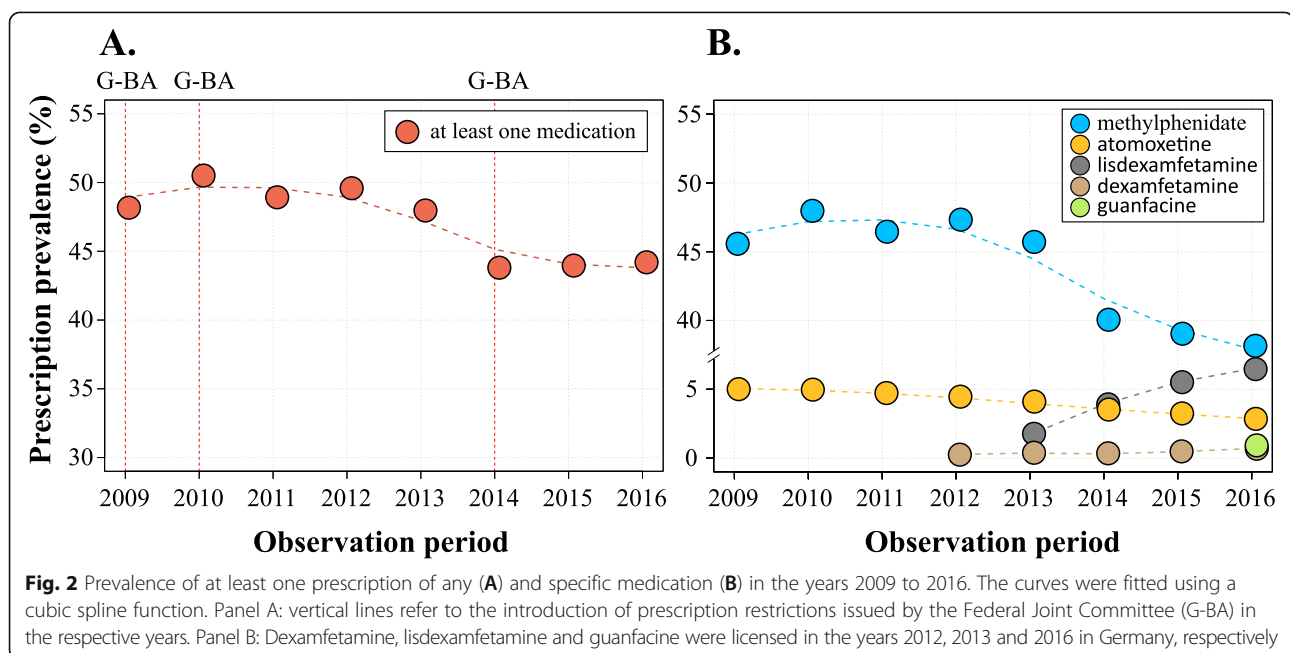 A.
B.
G-BA G-BA G-BA
Prescription prevalence (%)
55
50
45
40
35
30
at least one medication
2009 2010 2011 2012 2013 2014 2015 2016
Observation period
55
50
45
40
5
0
methylphenidate
atomoxetine
lisdexamfetamine
dexamfetamine
guanfacine
2009 2010 2011 2012 2013 2014 2015 2016
Observation period
Fig. 2 Prevalence of at least one prescription of any (A) and specific medication (B) in the years 2009 to 2016. The curves were fitted using a
cubic spline function. Panel A: vertical lines refer to the introduction of prescription restrictions issued by the Federal Joint Committee (G-BA) in
the respective years. Panel B: Dexamfetamine, lisdexamfetamine and guanfacine were licensed in the years 2012, 2013 and 2016 in Germany, respectively